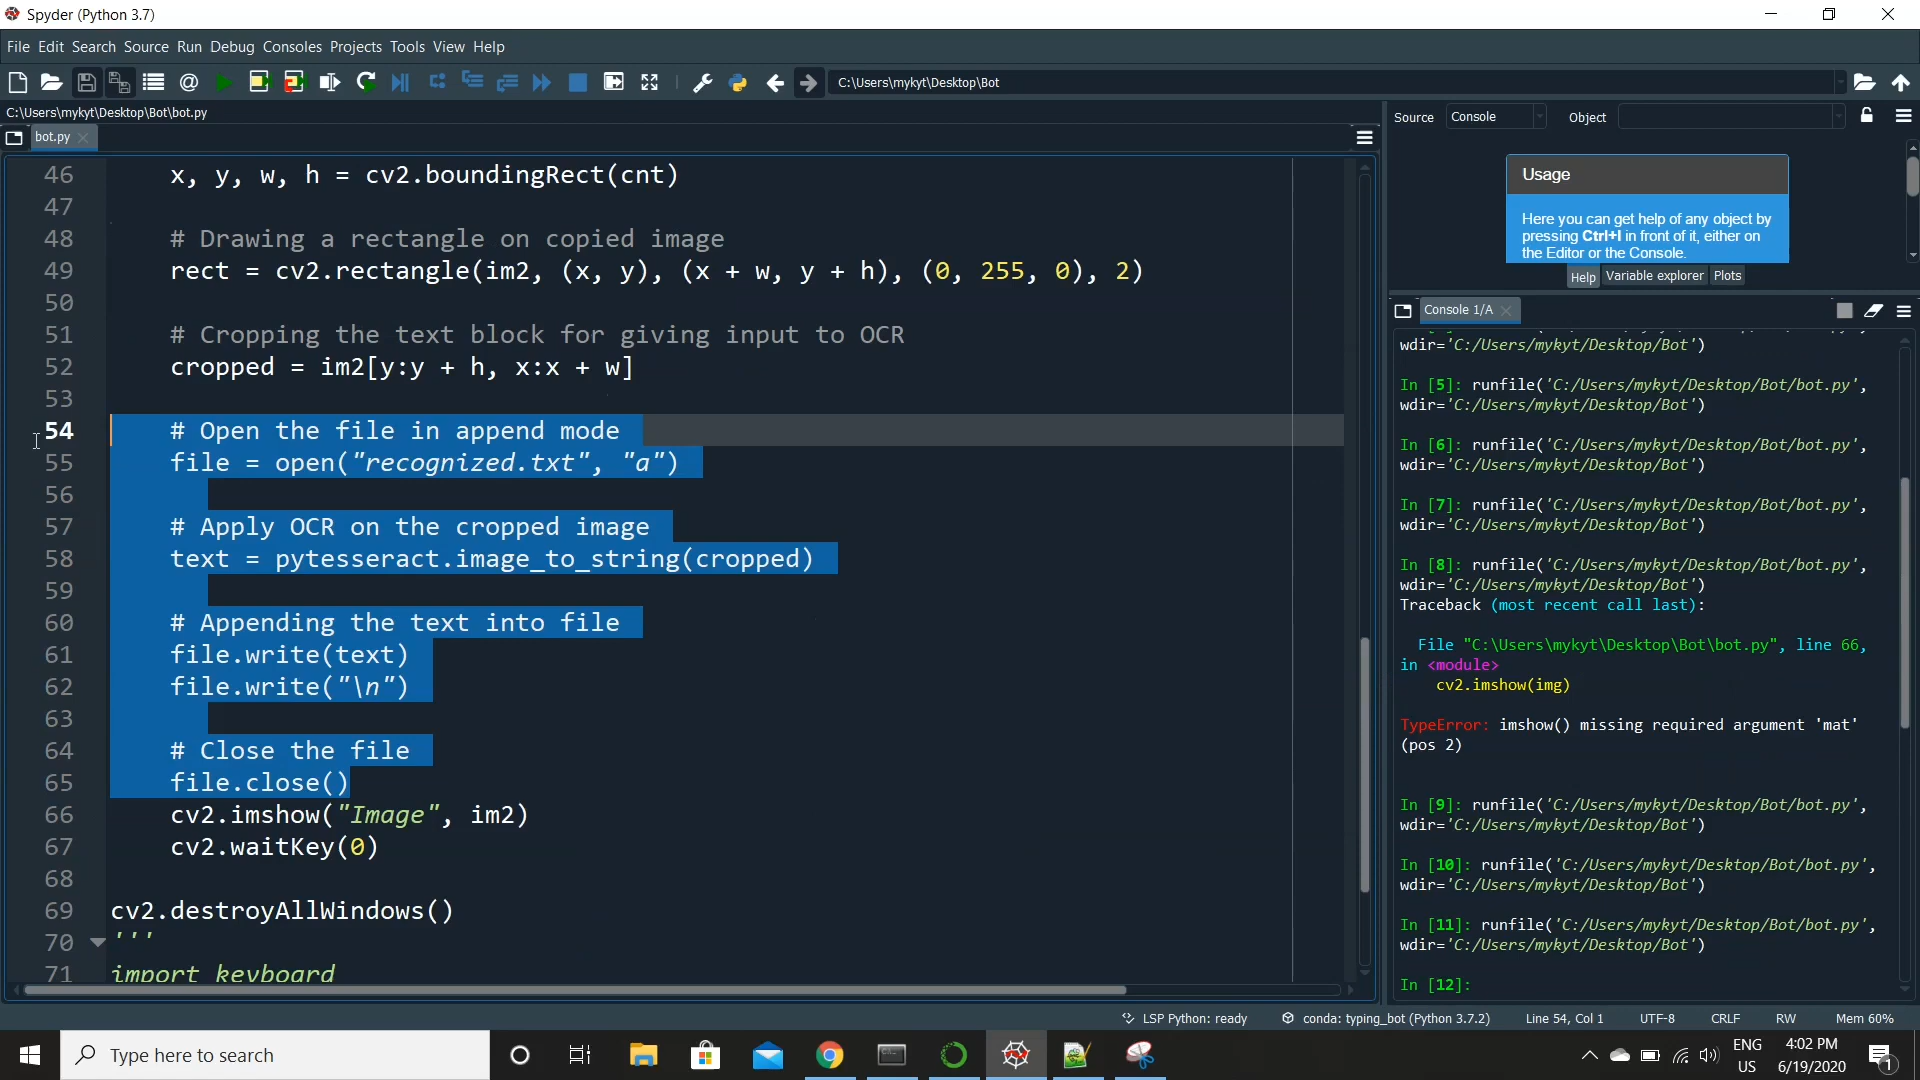 Spyder (Python 3.7)
File Edit Search Source Run Debug Consoles Projects Tools View Help
C:\Users\mykyt\Desktop\Bot
C:\Users\mykyt\Desktop\Bot\bot.py
bot.py
46 x, y, w, h = cv2.boundingRect(cnt)
47
48 # Drawing a rectangle on copied image
49 rect = cv2.rectangle(im2, (x, y), (x + w, y + h), (0, 255, 0), 2)
50
51 # Cropping the text block for giving input to OCR
52 cropped = im2[y:y + h, x:x + w]
53
54 # Open the file in append mode
55 file = open("recognized.txt", "a")
56
57 # Apply OCR on the cropped image
58 text = pytesseract.image_to_string(cropped)
59
60 # Appending the text into file
61 file.write(text)
62 file.write("\n")
63
64 # Close the file
65 file.close()
66 cv2.imshow("Image", im2)
67 cv2.waitKey(0)
68
69 cv2.destroyAllWindows()
70 '''
71 import keyboard
Source Console Object
Usage
Here you can get help of any object by
pressing Ctrl+I in front of it, either on
the Editor or the Console.
Help Variable explorer Plots
Console 1/A
wdir='C:/Users/mykyt/Desktop/Bot')
In [5]: runfile('C:/Users/mykyt/Desktop/Bot/bot.py',
wdir='C:/Users/mykyt/Desktop/Bot')
In [6]: runfile('C:/Users/mykyt/Desktop/Bot/bot.py',
wdir='C:/Users/mykyt/Desktop/Bot')
In [7]: runfile('C:/Users/mykyt/Desktop/Bot/bot.py',
wdir='C:/Users/mykyt/Desktop/Bot')
In [8]: runfile('C:/Users/mykyt/Desktop/Bot/bot.py',
wdir='C:/Users/mykyt/Desktop/Bot')
Traceback (most recent call last):
File "C:\Users\mykyt\Desktop\Bot\bot.py", line 66,
in <module>
cv2.imshow(img)
TypeError: imshow() missing required argument 'mat'
(pos 2)
In [9]: runfile('C:/Users/mykyt/Desktop/Bot/bot.py',
wdir='C:/Users/mykyt/Desktop/Bot')
In [10]: runfile('C:/Users/mykyt/Desktop/Bot/bot.py',
wdir='C:/Users/mykyt/Desktop/Bot')
In [11]: runfile('C:/Users/mykyt/Desktop/Bot/bot.py',
wdir='C:/Users/mykyt/Desktop/Bot')
In [12]:
LSP Python: ready conda: typing_bot (Python 3.7.2) Line 54, Col 1 UTF-8 CRLF RW Mem 60%
Type here to search
ENG
US
4:02 PM
6/19/2020
1